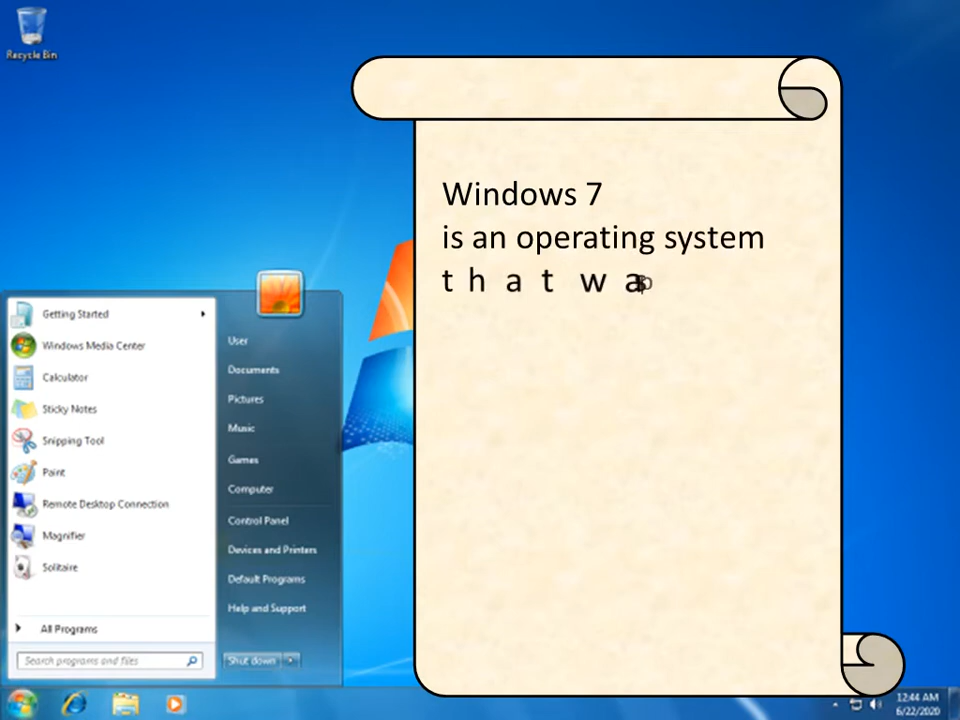 Recycle Bin
Windows 7
is an operating system
that wa
Getting Started
Windows Media Center
Calculator
Sticky Notes
Snipping Tool
Paint
Remote Desktop Connection
Magnifier
Solitaire
All Programs
Search programs and files
User
Documents
Pictures
Music
Games
Computer
Control Panel
Devices and Printers
Default Programs
Help and Support
Shut down
12:44 AM
6/22/2020